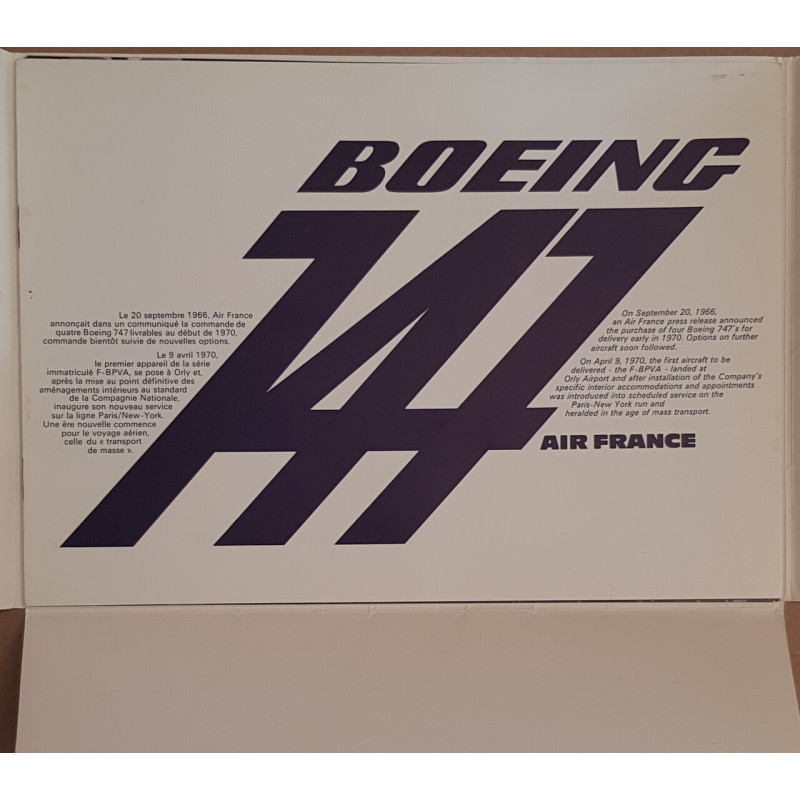 BOEING
747
Le 20 septembre 1966, Air France
annonçait dans un communiqué la commande de
quatre Boeing 747 livrables au début de 1970,
commande bientôt suivie de nouvelles options.
Le 9 avril 1970,
le premier appareil de la série
immatriculé F-BPVA, se pose à Orly et,
après la mise au point définitive des
aménagements intérieurs au standard
de la Compagnie Nationale,
inaugure son nouveau service
sur la ligne Paris/New-York.
Une ère nouvelle commence
pour le voyage aérien,
celle du « transport
de masse ».
On September 20, 1966,
an Air France press release announced
the purchase of four Boeing 747's for
delivery early in 1970. Options on further
aircraft soon followed.
On April 9, 1970, the first aircraft to be
delivered - the F-BPVA - landed at
Orly Airport and after installation of the Company's
specific interior accommodations and appointments
was introduced into scheduled service on the
Paris-New York run and
heralded in the age of mass transport.
AIR FRANCE